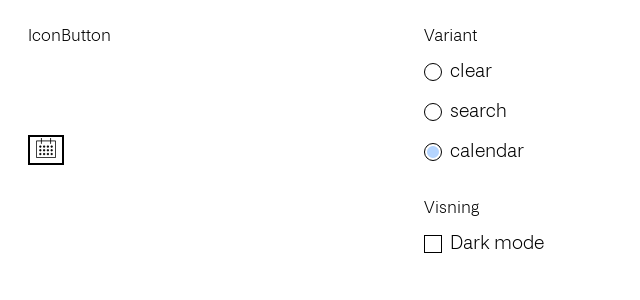 IconButton
Variant
clear
search
calendar
Visning
Dark mode